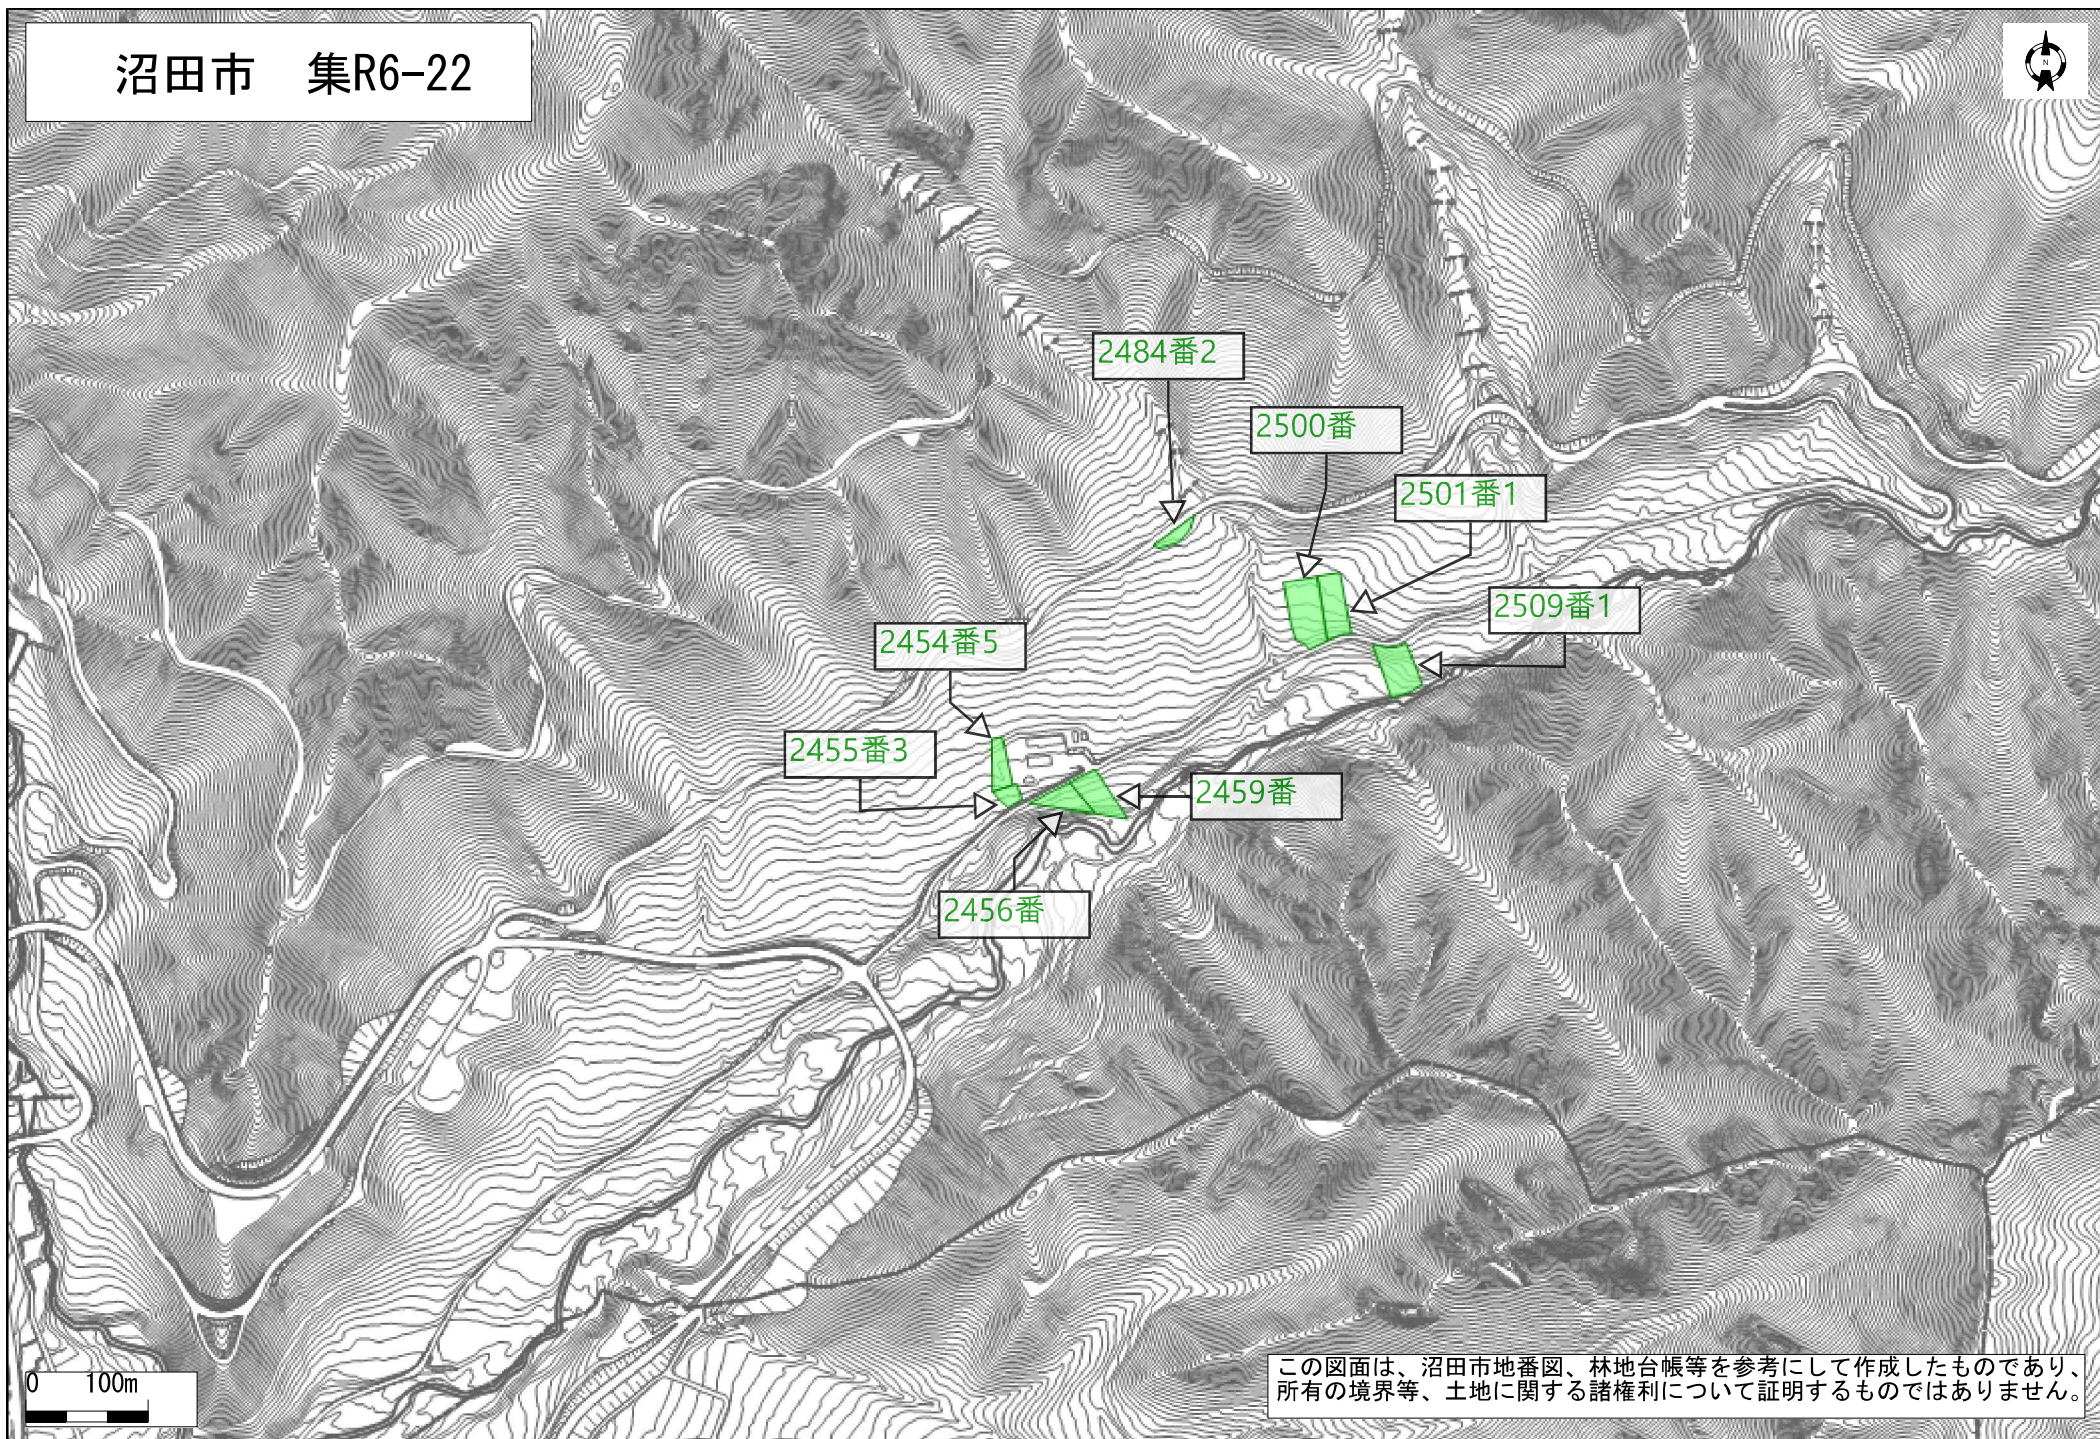 沼田市　集R6-22
N
2484番2
2500番
2501番1
2509番1
2454番5
2455番3
2459番
2456番
0 100m
この図面は、沼田市地番図、林地台帳等を参考にして作成したものであり、
所有の境界等、土地に関する諸権利について証明するものではありません。